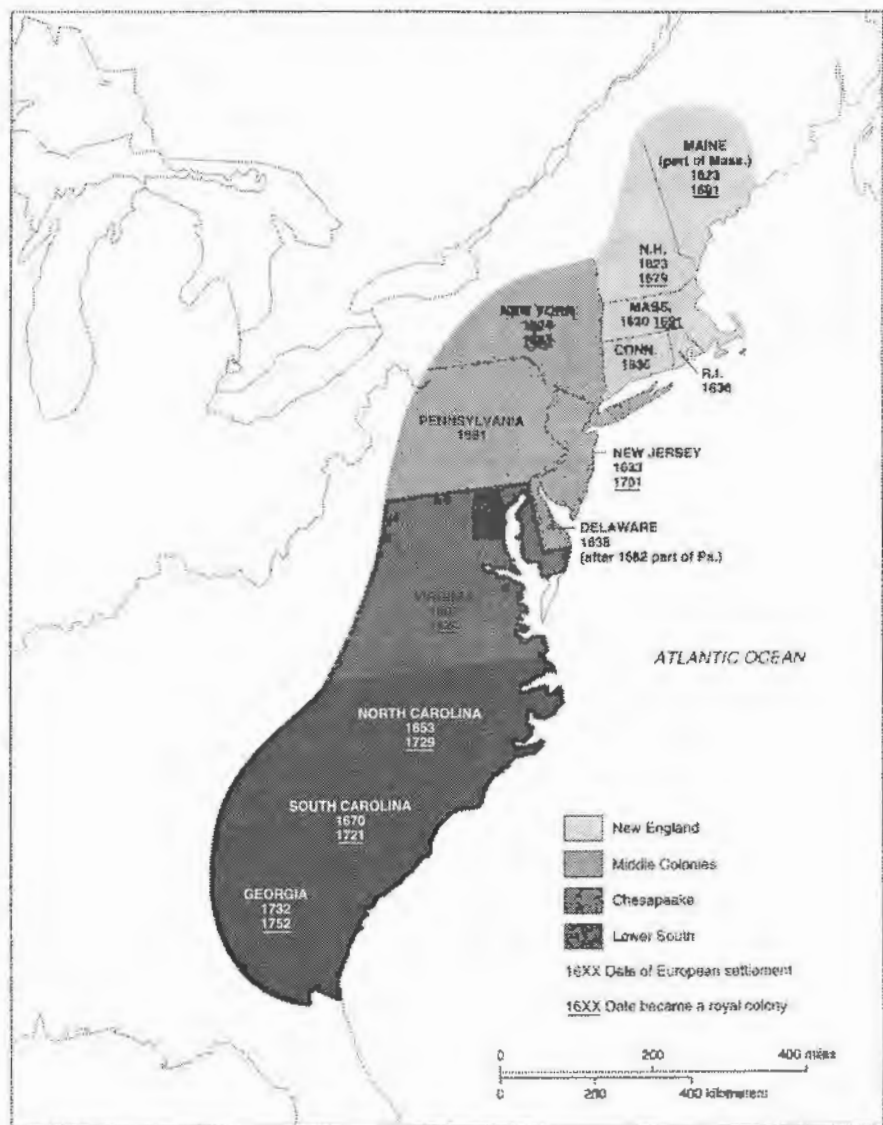 MAINE
(part of Mass.)
1623
1691
N.H.
1623
1679
MASS.
1620 1691
CONN.
1635
R.I.
1636
NEW YORK
PENNSYLVANIA
1681
NEW JERSEY
1633
1701
DELAWARE
1638
(after 1682 part of Pa.)
VIRGINIA
ATLANTIC OCEAN
NORTH CAROLINA
1653
1729
SOUTH CAROLINA
1670
1721
GEORGIA
1732
1752
New England
Middle Colonies
Chesapeake
Lower South
16XX Date of European settlement
16XX Date became a royal colony
0 200 400 miles
0 200 400 kilometers